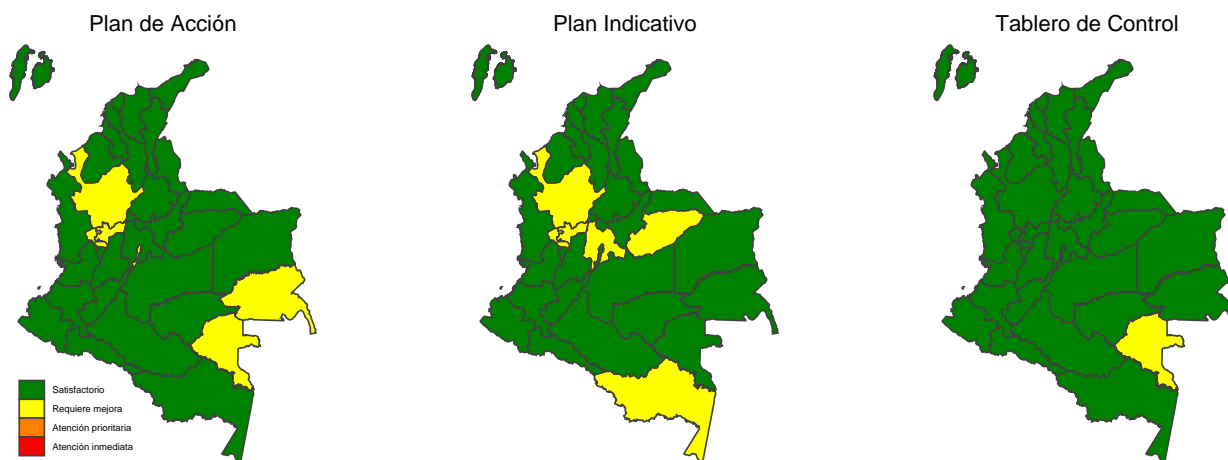 Plan de Acción
Plan Indicativo
Tablero de Control
Satisfactorio
Requiere mejora
Atención prioritaria
Atención inmediata